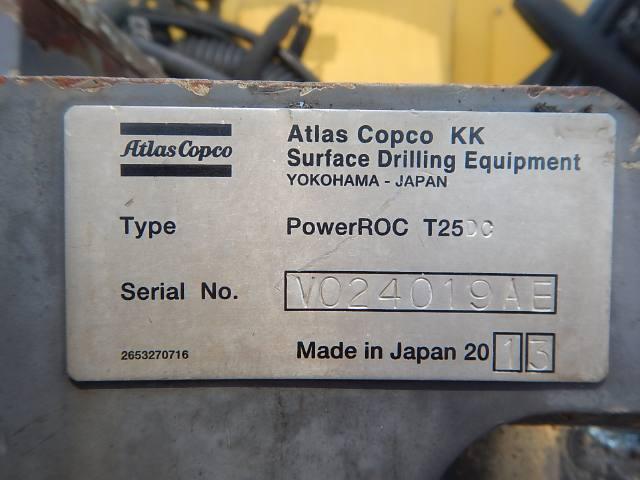 Atlas Copco
Atlas Copco KK
Surface Drilling Equipment
YOKOHAMA - JAPAN
Type PowerROC T25DC
Serial No. V024019AE
2653270716 Made in Japan 2013